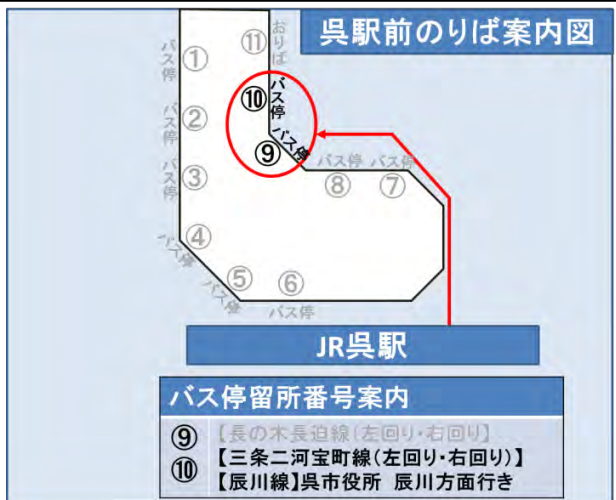 呉駅前のりば案内図
⑪
おりば
①
バス停
⑩
バス停
②
バス停
⑨
バス停
③
バス停
⑧
バス停
⑦
バス停
④
バス停
⑤
バス停
⑥
バス停
JR呉駅
バス停留所番号案内
⑨ 【長の木長迫線(左回り・右回り)】
⑩ 【三条二河宝町線(左回り・右回り)】
【辰川線】呉市役所 辰川方面行き